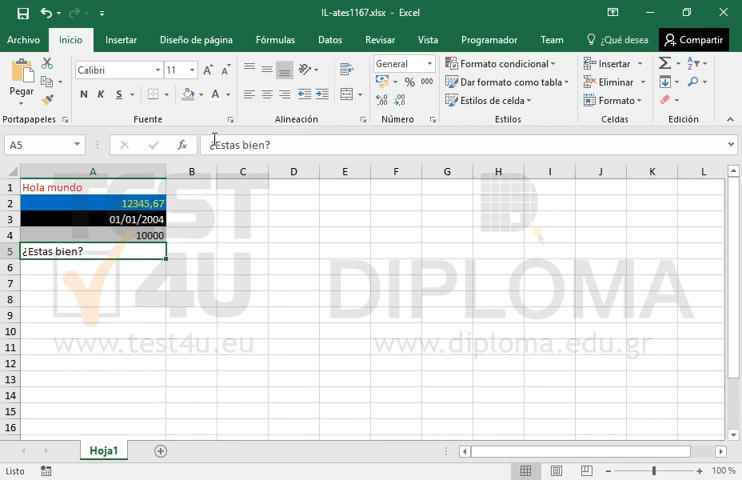 IL-ates1167.xlsx - Excel
Archivo Inicio Insertar Diseño de página Fórmulas Datos Revisar Vista Programador Team ¿Qué desea Compartir
Calibri 11 General Formato condicional Insertar
Pegar N K S A % 000 Dar formato como tabla Eliminar
Estilos de celda Formato
Portapapeles Fuente Alineación Número Estilos Celdas Edición
A5 fx ¿Estas bien?
A B C D E F G H I J K L
1 Hola mundo
2 12345,67
3 01/01/2004
4 10000
5 ¿Estas bien?
6
7
8
9
10
11
12
13
14
15
16
TEST 4U DIPLOMA
www.test4u.eu www.diploma.edu.gr
Hoja1
Listo 100 %